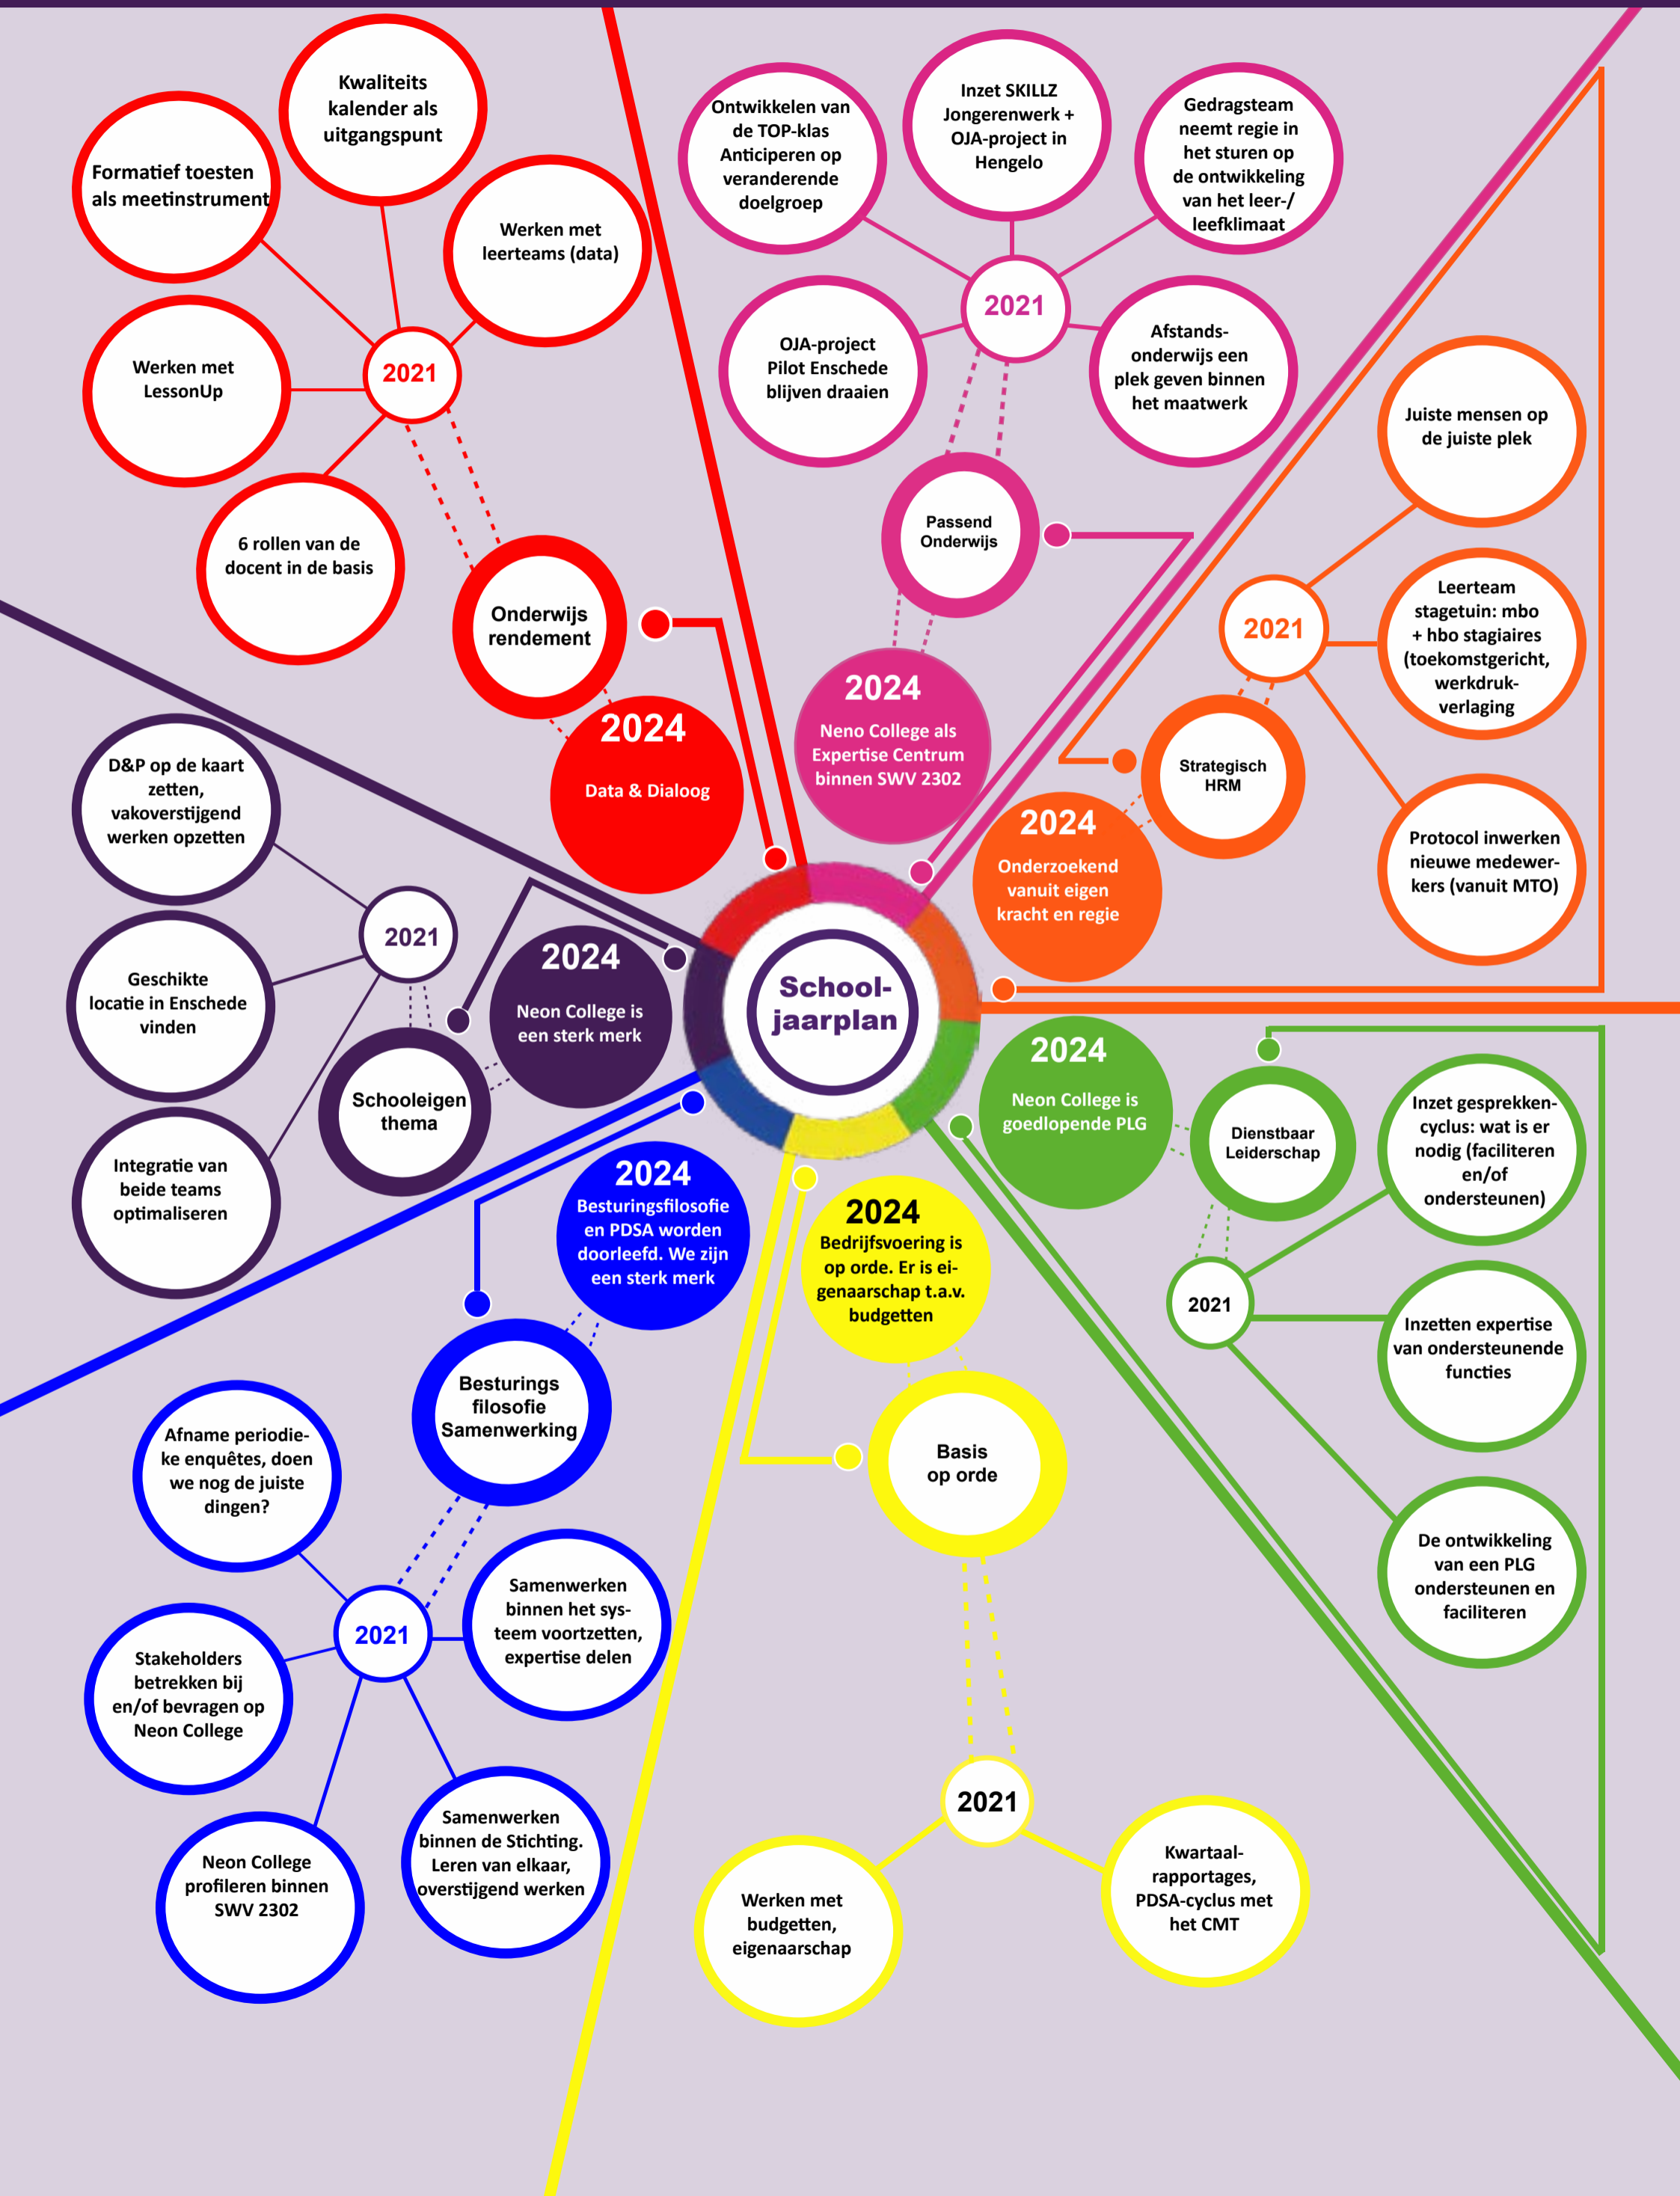 Kwaliteits
kalender als
uitgangspunt
Formatief toesten
als meetinstrument
Werken met
leerteams (data)
Werken met
LessonUp
2021
6 rollen van de
docent in de basis
Onderwijs
rendement
2024
Data & Dialoog
Ontwikkelen van
de TOP-klas
Anticiperen op
veranderende
doelgroep
Inzet SKILLZ
Jongerenwerk +
OJA-project in
Hengelo
Gedragsteam
neemt regie in
het sturen op
de ontwikkeling
van het leer-/
leefklimaat
2021
OJA-project
Pilot Enschede
blijven draaien
Afstands-
onderwijs een
plek geven binnen
het maatwerk
Passend
Onderwijs
2024
Neno College als
Expertise Centrum
binnen SWV 2302
Juiste mensen op
de juiste plek
2021
Leerteam
stagetuin: mbo
+ hbo stagiaires
(toekomstgericht,
werkdruk-
verlaging
Strategisch
HRM
Protocol inwerken
nieuwe medewer-
kers (vanuit MTO)
2024
Onderzoekend
vanuit eigen
kracht en regie
D&P op de kaart
zetten,
vakoverstijgend
werken opzetten
2021
Geschikte
locatie in Enschede
vinden
2024
Neon College is
een sterk merk
Schooleigen
thema
Integratie van
beide teams
optimaliseren
School-
jaarplan
2024
Neon College is
goedlopende PLG
Dienstbaar
Leiderschap
Inzet gesprekken-
cyclus: wat is er
nodig (faciliteren
en/of
ondersteunen)
2021
Inzetten expertise
van ondersteunende
functies
De ontwikkeling
van een PLG
ondersteunen en
faciliteren
2024
Besturingsfilosofie
en PDSA worden
doorleefd. We zijn
een sterk merk
Besturings
filosofie
Samenwerking
Afname periodie-
ke enquêtes, doen
we nog de juiste
dingen?
2021
Samenwerken
binnen het sys-
teem voortzetten,
expertise delen
Stakeholders
betrekken bij
en/of bevragen op
Neon College
Samenwerken
binnen de Stichting.
Leren van elkaar,
overstijgend werken
Neon College
profileren binnen
SWV 2302
2024
Bedrijfsvoering is
op orde. Er is ei-
genaarschap t.a.v.
budgetten
Basis
op orde
2021
Werken met
budgetten,
eigenaarschap
Kwartaal-
rapportages,
PDSA-cyclus met
het CMT